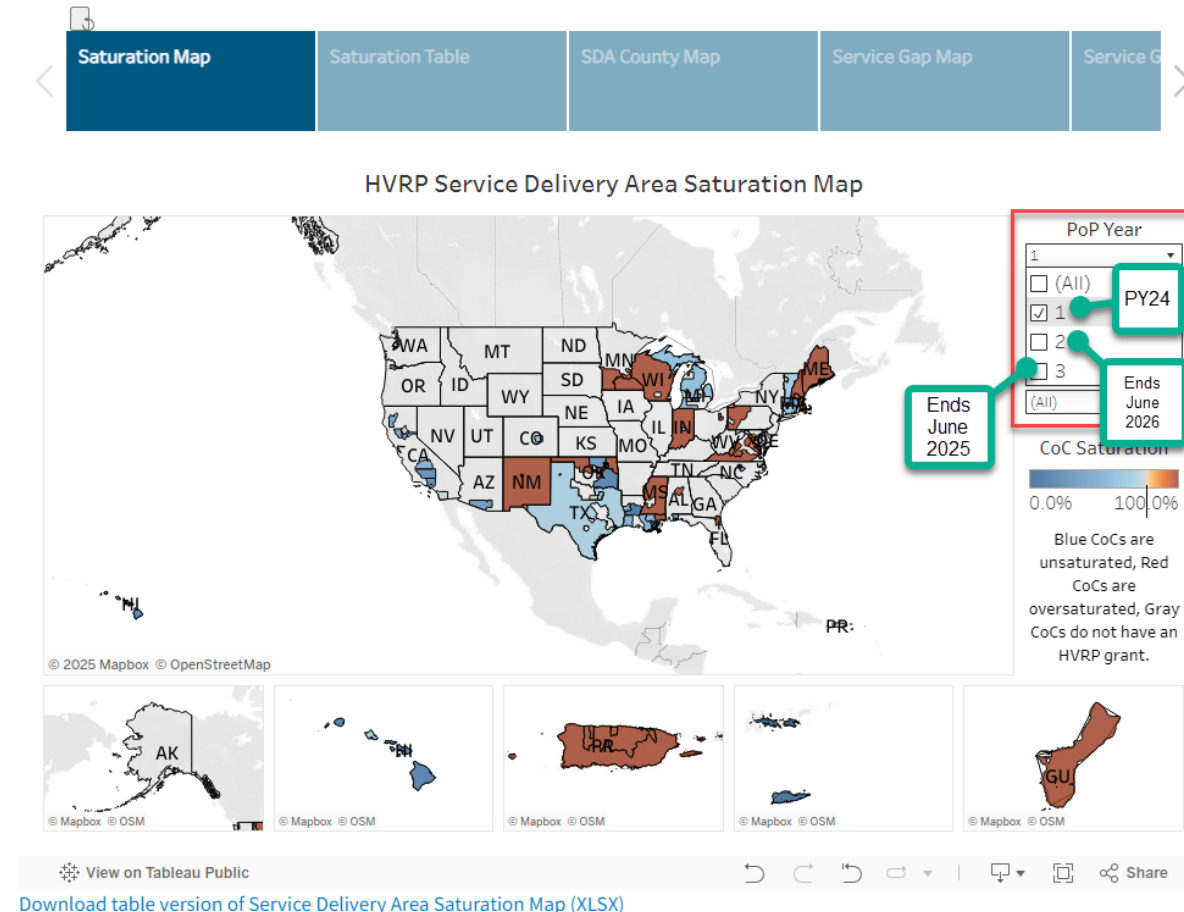 Saturation Map
Saturation Table
SDA County Map
Service Gap Map
Service G
HVRP Service Delivery Area Saturation Map
PoP Year
1
(All)
1
2
3
(All)
PY24
Ends
June
2026
Ends
June
2025
CoC Saturation
0.0%
100.0%
Blue CoCs are
unsaturated, Red
CoCs are
oversaturated, Gray
CoCs do not have an
HVRP grant.
WA
MT
ND
MN
OR
ID
WY
SD
WI
MI
NY
ME
NV
UT
CO
NE
IA
IL
IN
KS
MO
WV
CA
AZ
NM
OK
TN
NC
TX
MS
AL
GA
FL
HI
PR
© 2025 Mapbox © OpenStreetMap
AK
© Mapbox © OSM
HI
© Mapbox © OSM
PR
© Mapbox © OSM
© Mapbox © OSM
GU
© Mapbox © OSM
View on Tableau Public
Share
Download table version of Service Delivery Area Saturation Map (XLSX)